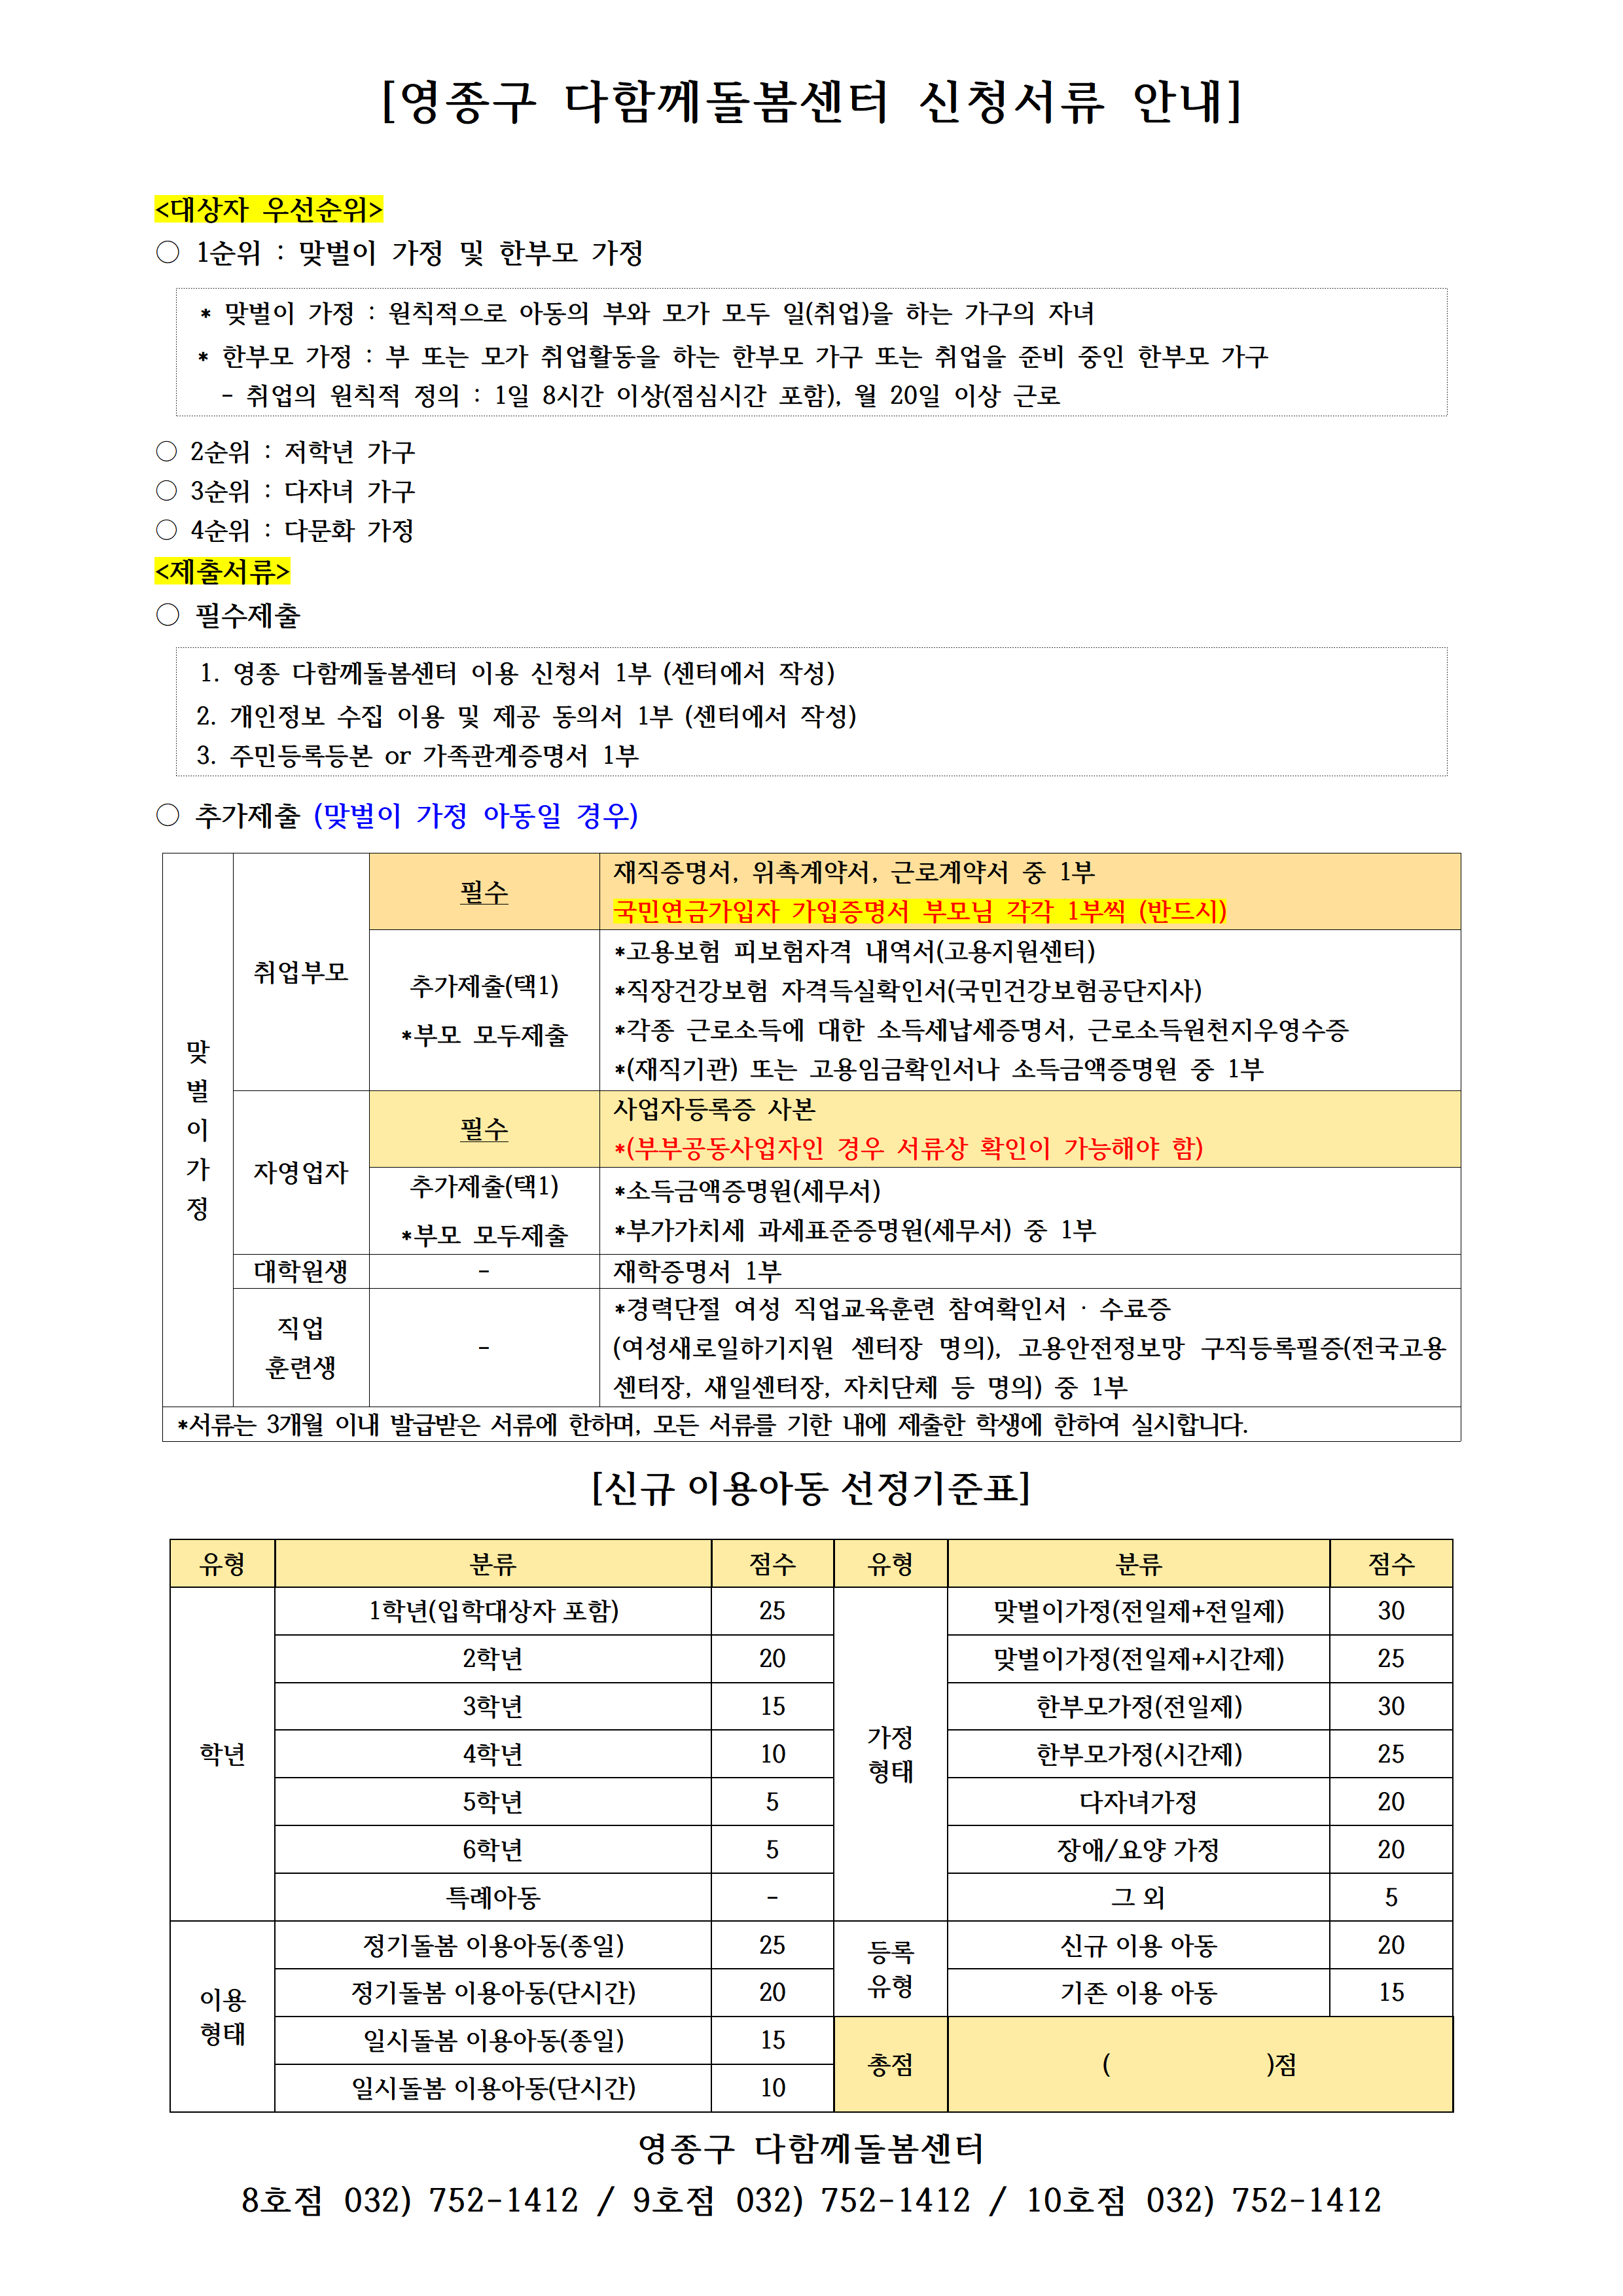 [영종구 다함께돌봄센터 신청서류 안내]
<대상자 우선순위>
○ 1순위 : 맞벌이 가정 및 한부모 가정
* 맞벌이 가정 : 원칙적으로 아동의 부와 모가 모두 일(취업)을 하는 가구의 자녀
* 한부모 가정 : 부 또는 모가 취업활동을 하는 한부모 가구 또는 취업을 준비 중인 한부모 가구
- 취업의 원칙적 정의 : 1일 8시간 이상(점심시간 포함), 월 20일 이상 근로
○ 2순위 : 저학년 가구
○ 3순위 : 다자녀 가구
○ 4순위 : 다문화 가정
<제출서류>
○ 필수제출
1. 영종 다함께돌봄센터 이용 신청서 1부 (센터에서 작성)
2. 개인정보 수집 이용 및 제공 동의서 1부 (센터에서 작성)
3. 주민등록등본 or 가족관계증명서 1부
○ 추가제출 (맞벌이 가정 아동일 경우)
맞
벌
이
가
정
취업부모
필수
재직증명서, 위촉계약서, 근로계약서 중 1부
국민연금가입자 가입증명서 부모님 각각 1부씩 (반드시)
추가제출(택1)
*부모 모두제출
*고용보험 피보험자격 내역서(고용지원센터)
*직장건강보험 자격득실확인서(국민건강보험공단지사)
*각종 근로소득에 대한 소득세납세증명서, 근로소득원천지우영수증
*(재직기관) 또는 고용임금확인서나 소득금액증명원 중 1부
자영업자
필수
사업자등록증 사본
*(부부공동사업자인 경우 서류상 확인이 가능해야 함)
추가제출(택1)
*부모 모두제출
*소득금액증명원(세무서)
*부가가치세 과세표준증명원(세무서) 중 1부
대학원생
-
재학증명서 1부
직업
훈련생
-
*경력단절 여성 직업교육훈련 참여확인서 · 수료증
(여성새로일하기지원 센터장 명의), 고용안전정보망 구직등록필증(전국고용
센터장, 새일센터장, 자치단체 등 명의) 중 1부
*서류는 3개월 이내 발급받은 서류에 한하며, 모든 서류를 기한 내에 제출한 학생에 한하여 실시합니다.
[신규 이용아동 선정기준표]
유형 분류 점수 유형 분류 점수
학년
1학년(입학대상자 포함) 25
2학년 20
3학년 15
4학년 10
5학년 5
6학년 5
특례아동 -
가정
형태
맞벌이가정(전일제+전일제) 30
맞벌이가정(전일제+시간제) 25
한부모가정(전일제) 30
한부모가정(시간제) 25
다자녀가정 20
장애/요양 가정 20
그 외 5
이용
형태
정기돌봄 이용아동(종일) 25
정기돌봄 이용아동(단시간) 20
일시돌봄 이용아동(종일) 15
일시돌봄 이용아동(단시간) 10
등록
유형
신규 이용 아동 20
기존 이용 아동 15
총점
( )점
영종구 다함께돌봄센터
8호점 032) 752-1412 / 9호점 032) 752-1412 / 10호점 032) 752-1412